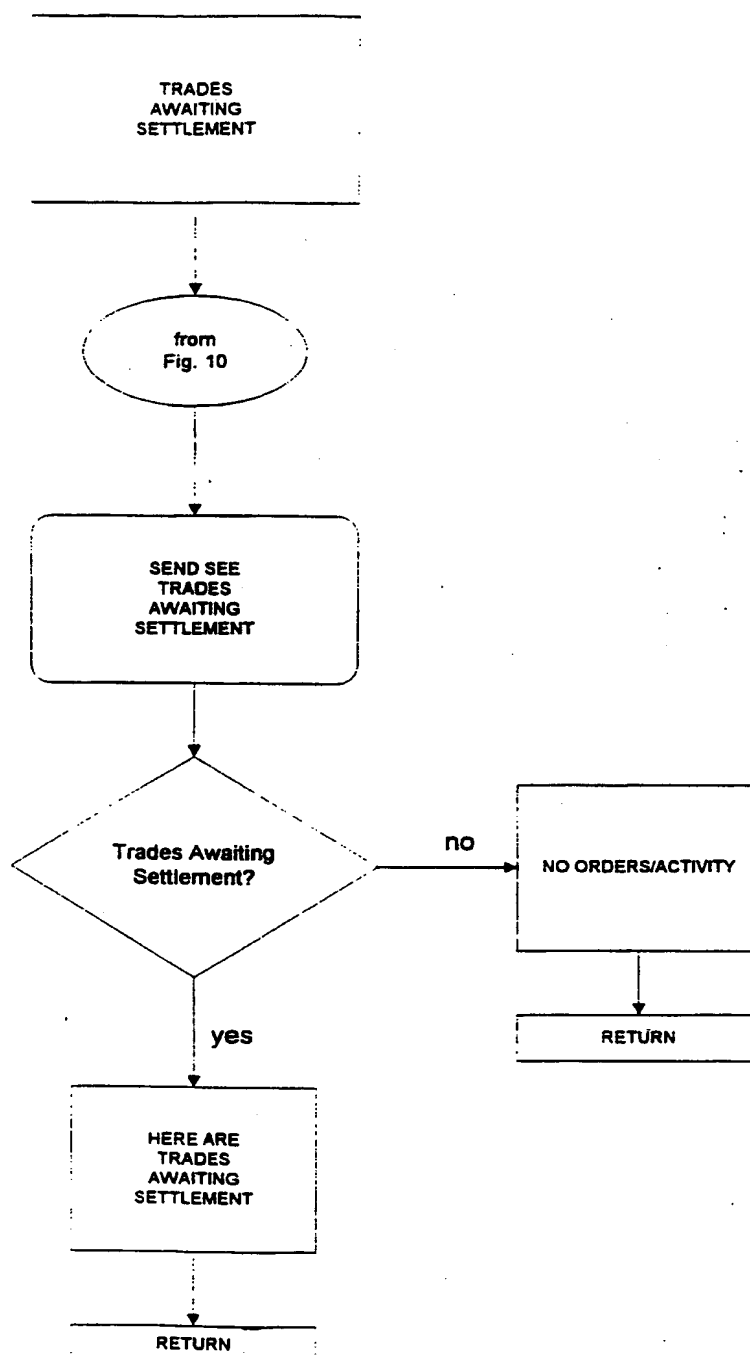 TRADES
AWAITING
SETTLEMENT
from
Fig. 10
SEND SEE
TRADES
AWAITING
SETTLEMENT
Trades Awaiting
Settlement?
no
NO ORDERS/ACTIVITY
RETURN
yes
HERE ARE
TRADES
AWAITING
SETTLEMENT
RETURN